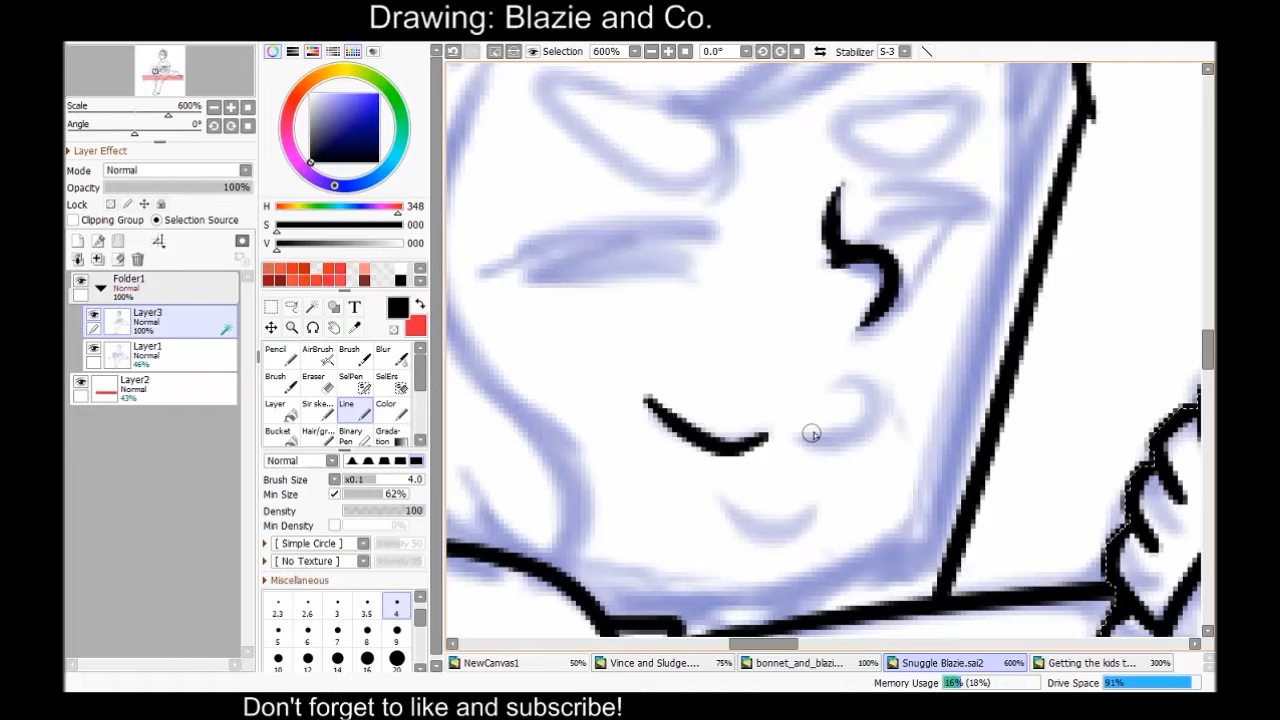 Drawing: Blazie and Co.
Selection 600% 0.0° Stabilizer S-3
Scale 600%
Angle 0°
Layer Effect
Mode Normal
Opacity 100%
Lock
Clipping Group Selection Source
Folder1
Normal
100%
Layer3
Normal
100%
Layer1
Normal
46%
Layer2
Normal
43%
H 348
S 000
V 000
T
Pencil AirBrush Brush Blur
Brush Eraser SelPen SelErs
Layer Sir ske... Line Color
Bucket Hair/gr... Binary Pen Gradation
Normal
Brush Size x0.1 4.0
Min Size 62%
Density 100
Min Density 0%
[ Simple Circle ]
[ No Texture ]
Miscellaneous
2.3 2.6 3 3.5 4
5 6 7 8 9
10 12 14 16 20
NewCanvas1 50% Vince and Sludge.... 75% bonnet_and_blazi... 100% Snuggle Blazie.sai2 600% Getting the kids t... 300%
Memory Usage 16% (18%) Drive Space 91%
Don't forget to like and subscribe!